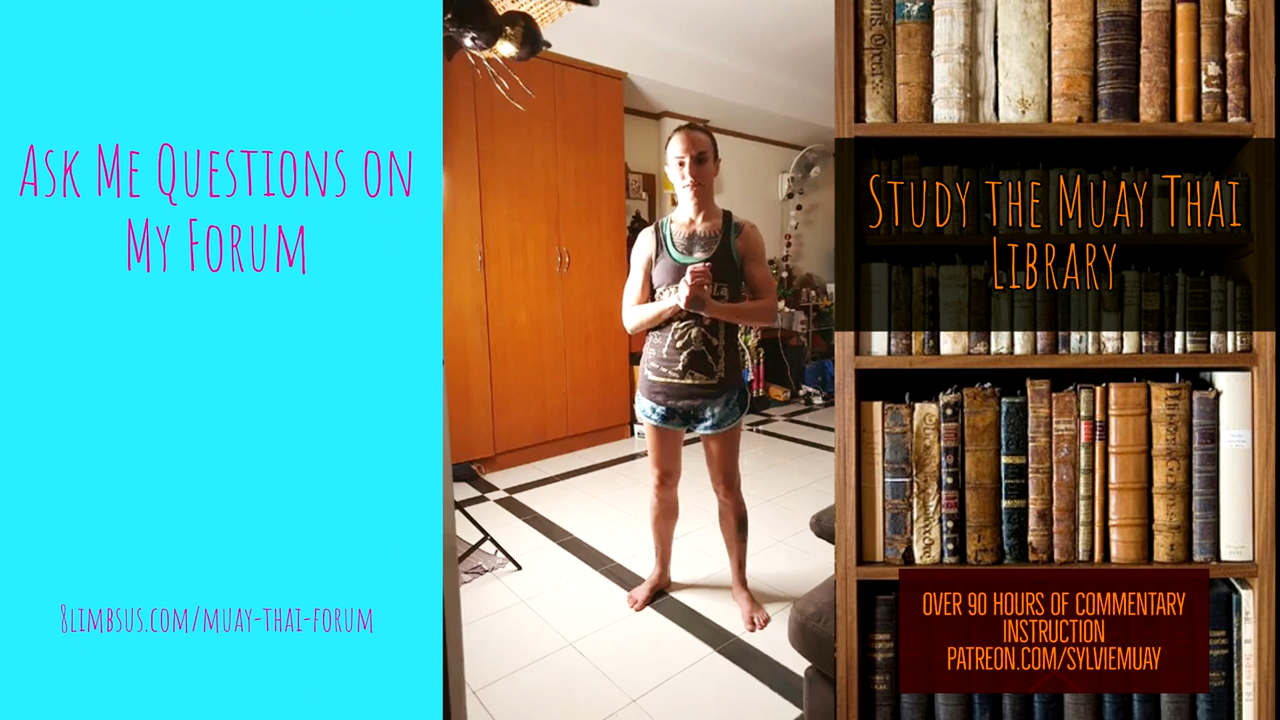 Ask Me Questions on
My Forum
8limbsus.com/muay-thai-forum
Study the Muay Thai
Library
OVER 90 HOURS OF COMMENTARY
INSTRUCTION
PATREON.COM/SYLVIEMUAY